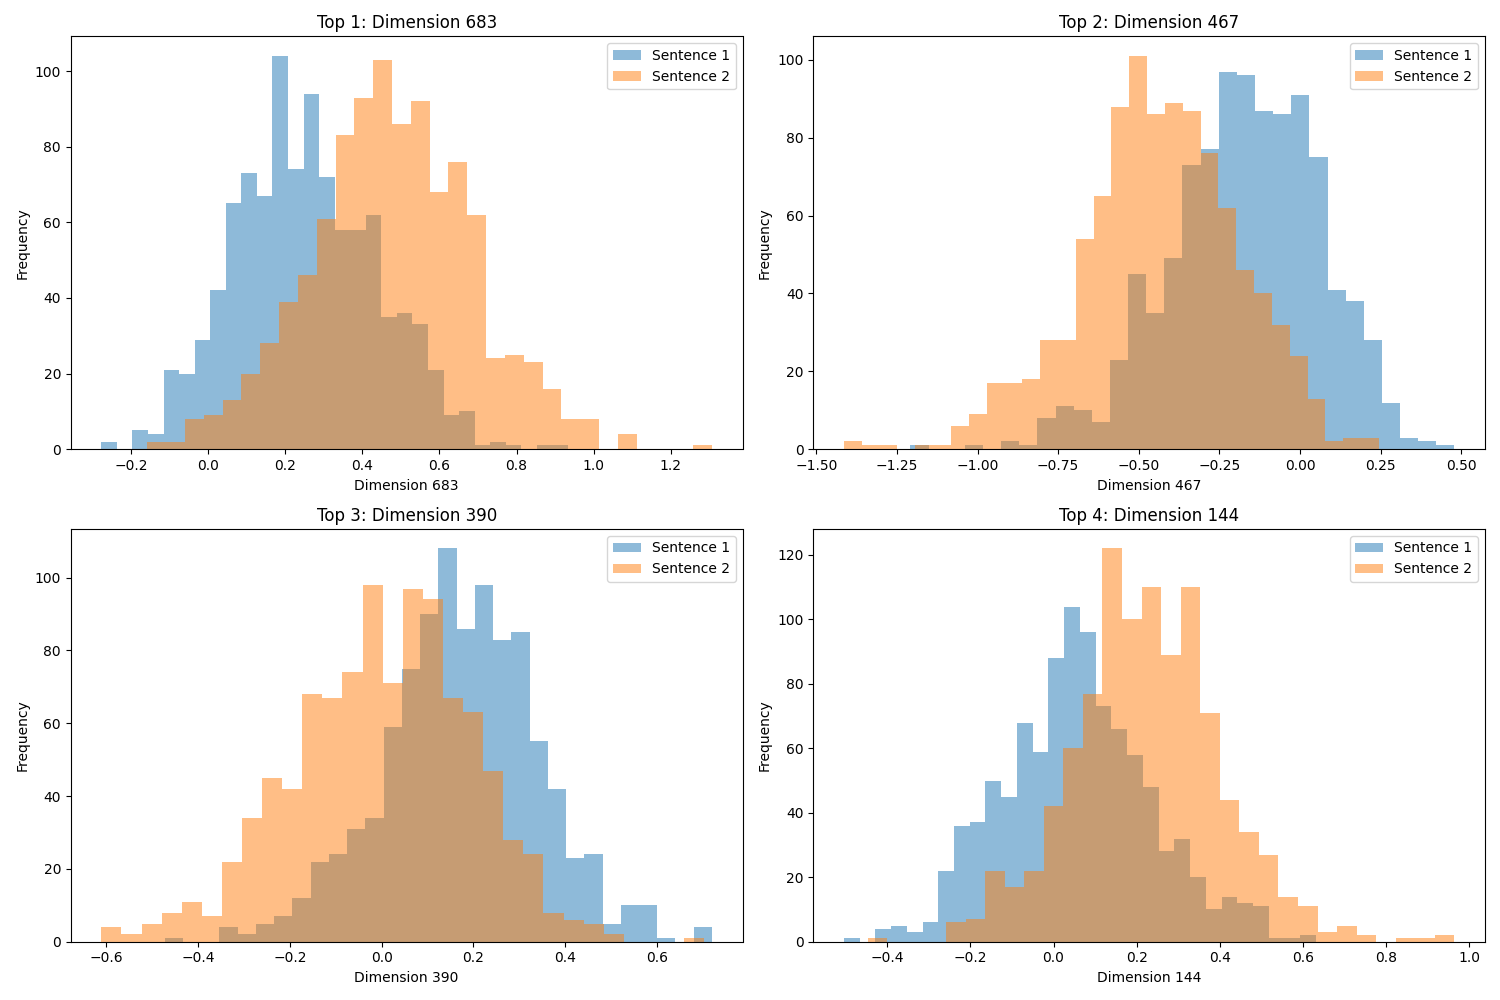 Top 1: Dimension 683
Sentence 1
Sentence 2
Frequency
100
80
60
40
20
0
−0.2 0.0 0.2 0.4 0.6 0.8 1.0 1.2
Dimension 683
Top 2: Dimension 467
Sentence 1
Sentence 2
Frequency
100
80
60
40
20
0
−1.50 −1.25 −1.00 −0.75 −0.50 −0.25 0.00 0.25 0.50
Dimension 467
Top 3: Dimension 390
Sentence 1
Sentence 2
Frequency
100
80
60
40
20
0
−0.6 −0.4 −0.2 0.0 0.2 0.4 0.6
Dimension 390
Top 4: Dimension 144
Sentence 1
Sentence 2
Frequency
120
100
80
60
40
20
0
−0.4 −0.2 0.0 0.2 0.4 0.6 0.8 1.0
Dimension 144